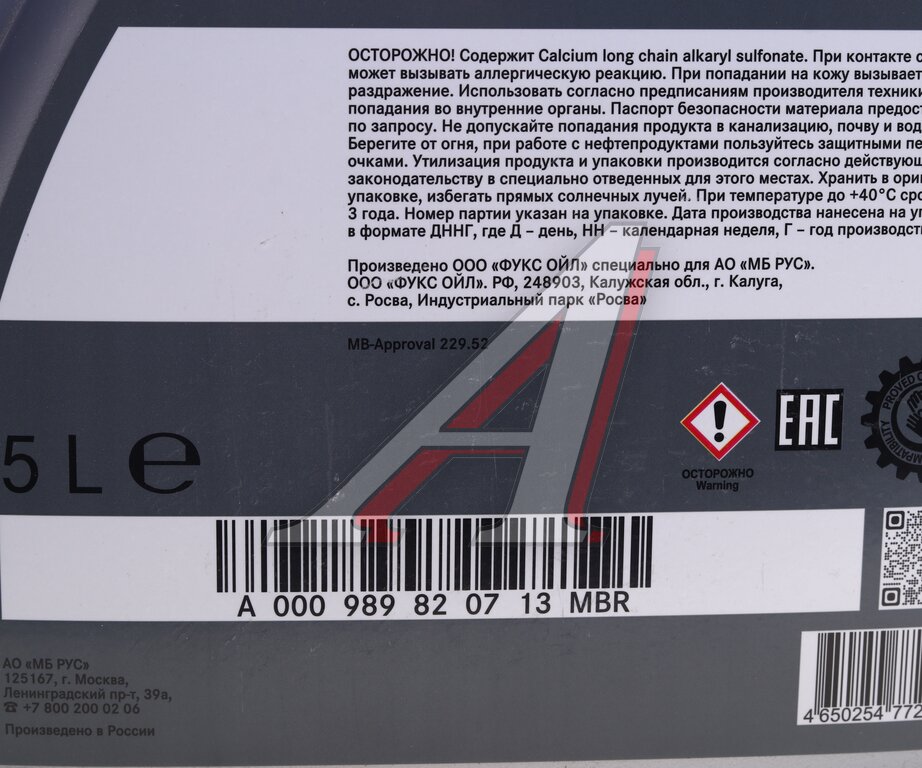 ОСТОРОЖНО! Содержит Calcium long chain alkaryl sulfonate. При контакте с
может вызывать аллергическую реакцию. При попадании на кожу вызывает
раздражение. Использовать согласно предписаниям производителя техники
попадания во внутренние органы. Паспорт безопасности материала
по запросу. Не допускайте попадания продукта в канализацию, почву и
Берегите от огня, при работе с нефтепродуктами пользуйтесь защитными
очками. Утилизация продукта и упаковки производится согласно
законодательству в специально отведенных для этого местах. Хранить в
упаковке, избегать прямых солнечных лучей. При температуре до +40°C
3 года. Номер партии указан на упаковке. Дата производства нанесена на
в формате ДННГ, где Д – день, НН – календарная неделя, Г – год
Произведено ООО «ФУКС ОЙЛ» специально для АО «МБ РУС».
ООО «ФУКС ОЙЛ». РФ, 248903, Калужская обл., г. Калуга,
с. Росва, Индустриальный парк «Росва»
MB-Approval 229.52
5 L e
ОСТОРОЖНО
Warning
EAC
A 000 989 82 07 13 MBR
АО «МБ РУС»
125167, г. Москва,
Ленинградский пр-т, 39а,
☎ +7 800 200 02 06
Произведено в России
4 650254 772